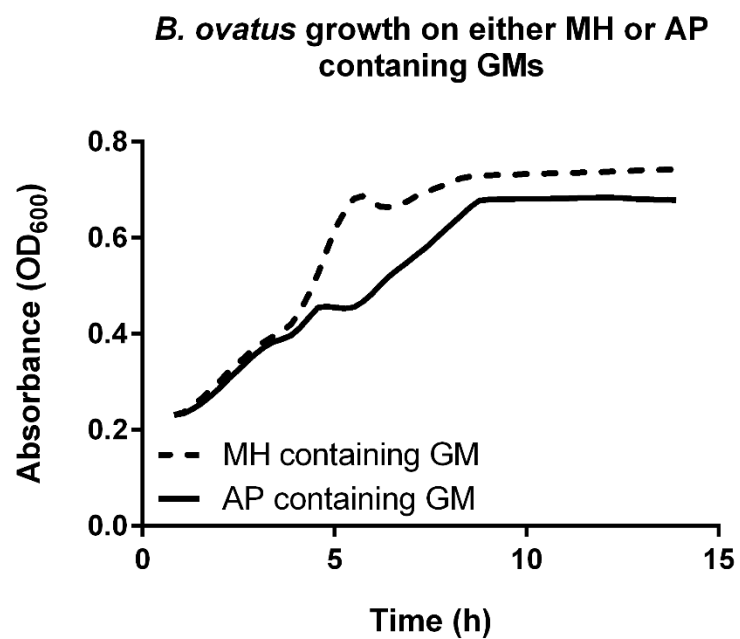 B. ovatus growth on either MH or AP
contaning GMs
0.8
0.6
0.4
0.2
0.0
Absorbance (OD600)
MH containing GM
AP containing GM
0 5 10 15
Time (h)